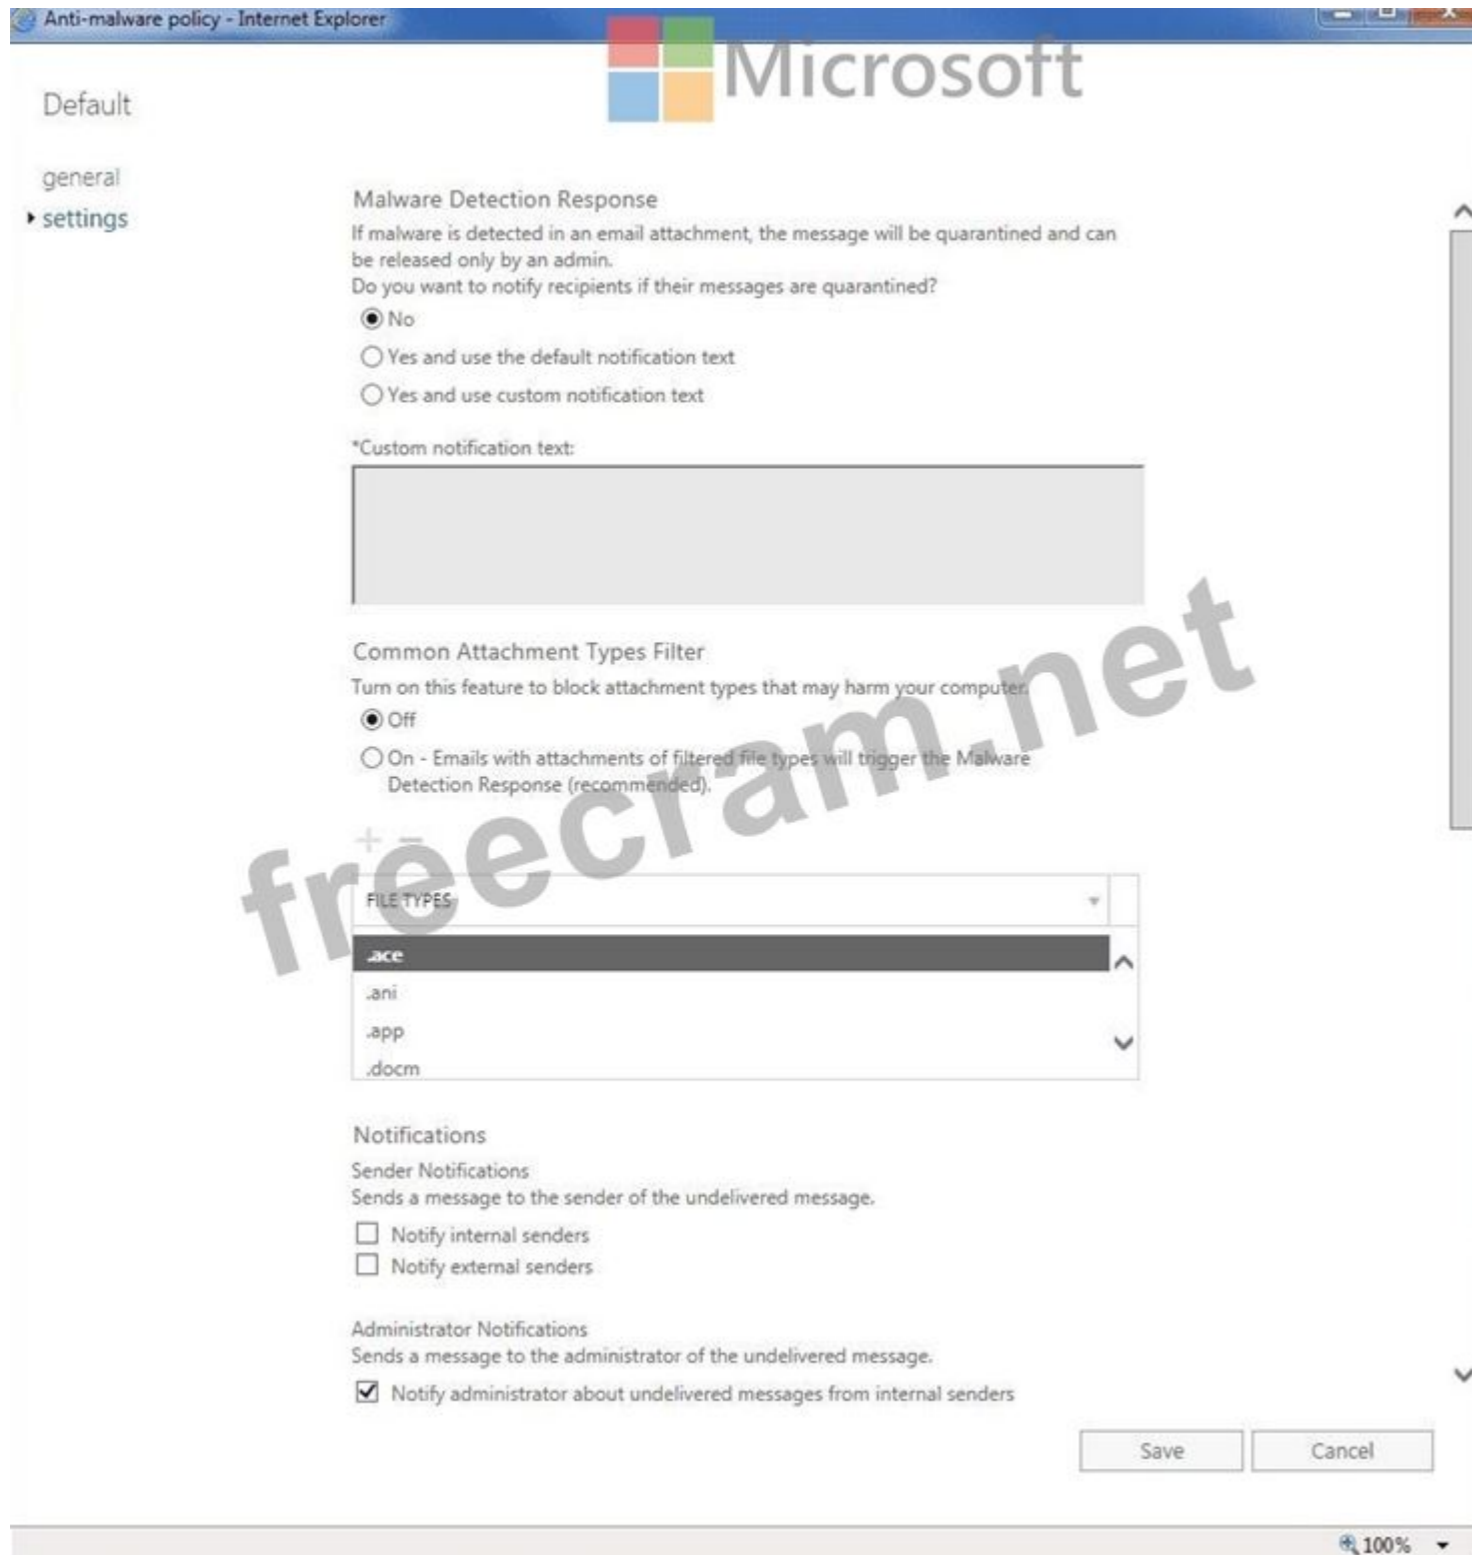 Anti-malware policy - Internet Explorer
Microsoft
Default
general
settings
Malware Detection Response
If malware is detected in an email attachment, the message will be quarantined and can
be released only by an admin.
Do you want to notify recipients if their messages are quarantined?
No
Yes and use the default notification text
Yes and use custom notification text
*Custom notification text:
Common Attachment Types Filter
Turn on this feature to block attachment types that may harm your computer.
Off
On - Emails with attachments of filtered file types will trigger the Malware
Detection Response (recommended).
freecram.net
FILE TYPES
.ace
.ani
.app
.docm
Notifications
Sender Notifications
Sends a message to the sender of the undelivered message.
Notify internal senders
Notify external senders
Administrator Notifications
Sends a message to the administrator of the undelivered message.
Notify administrator about undelivered messages from internal senders
Save
Cancel
100%